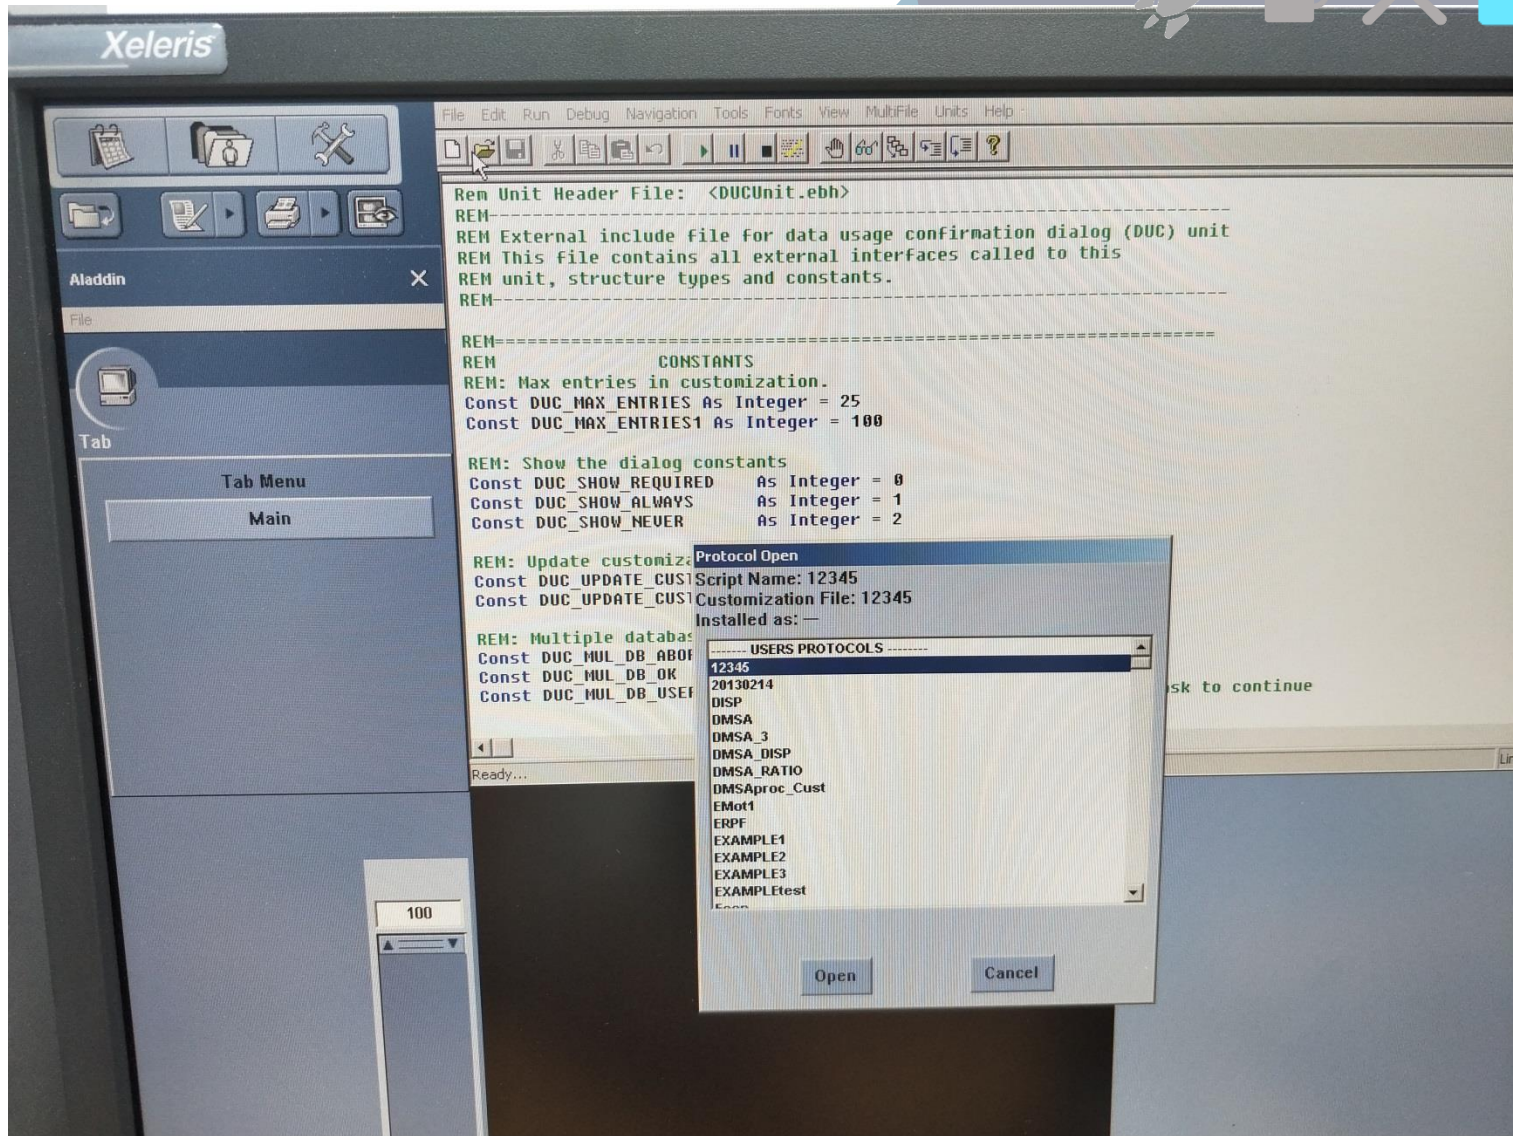 Xeleris
File Edit Run Debug Navigation Tools Fonts View MultiFile Units Help
Rem Unit Header File: <DUCUnit.ebh>
REM--------------------------------------------------------------------
REM External include file for data usage confirmation dialog (DUC) unit
REM This file contains all external interfaces called to this
REM unit, structure types and constants.
REM--------------------------------------------------------------------
REM====================================================================
REM CONSTANTS
REM: Max entries in customization.
Const DUC_MAX_ENTRIES As Integer = 25
Const DUC_MAX_ENTRIES1 As Integer = 100
REM: Show the dialog constants
Const DUC_SHOW_REQUIRED As Integer = 0
Const DUC_SHOW_ALWAYS As Integer = 1
Const DUC_SHOW_NEVER As Integer = 2
REM: Update customiz
Const DUC_UPDATE_CUST
Const DUC_UPDATE_CUST
REM: Multiple databas
Const DUC_MUL_DB_ABOR
Const DUC_MUL_DB_OK
Const DUC_MUL_DB_USER
sk to continue
Ready...
Aladdin
File
Tab
Tab Menu
Main
100
Protocol Open
Script Name: 12345
Customization File: 12345
Installed as: —
------- USERS PROTOCOLS --------
12345
20130214
DISP
DMSA
DMSA_3
DMSA_DISP
DMSA_RATIO
DMSAproc_Cust
EMot1
ERPF
EXAMPLE1
EXAMPLE2
EXAMPLE3
EXAMPLEtest
Open
Cancel